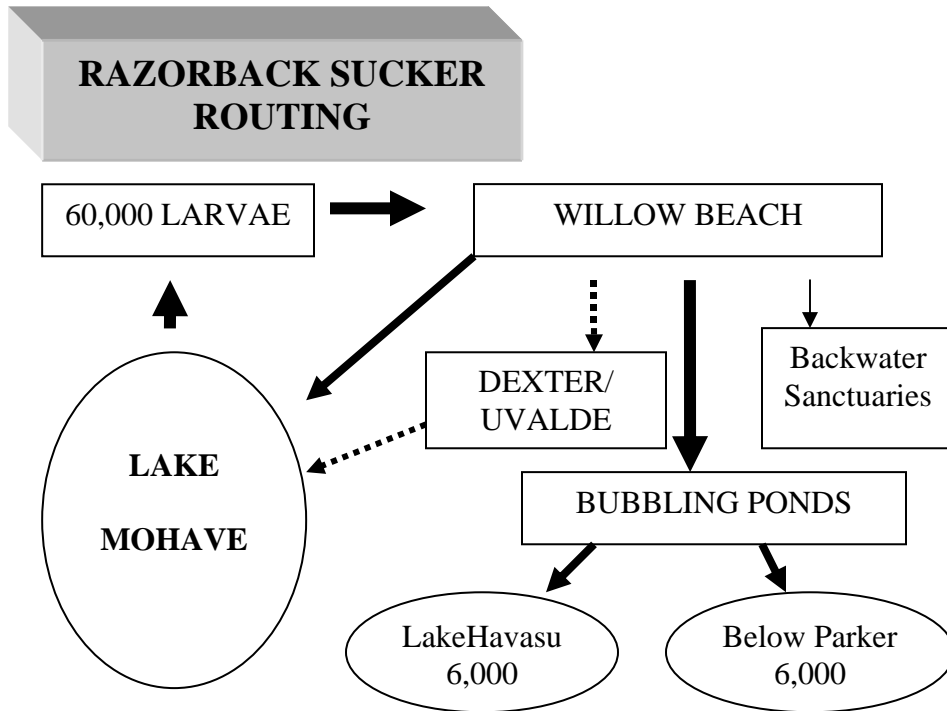 RAZORBACK SUCKER
ROUTING
60,000 LARVAE
WILLOW BEACH
DEXTER/
UVALDE
Backwater
Sanctuaries
LAKE
MOHAVE
BUBBLING PONDS
LakeHavasu
6,000
Below Parker
6,000